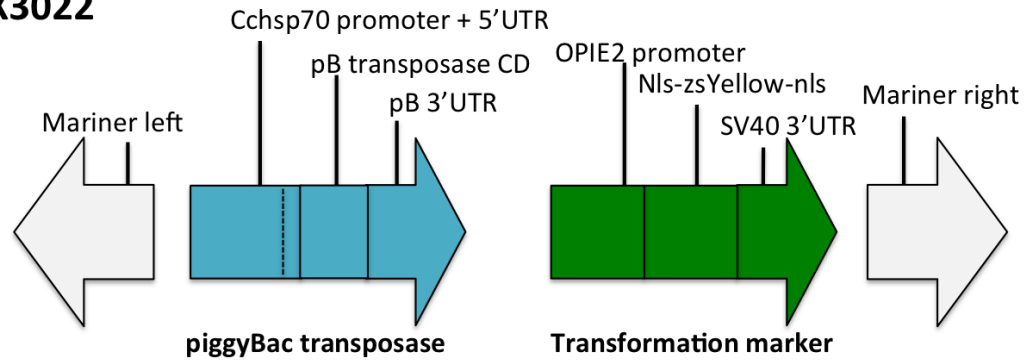 X3022
Cchsp70 promoter + 5’UTR
pB transposase CD
pB 3’UTR
Mariner left
OPIE2 promoter
Nls-zsYellow-nls
SV40 3’UTR
Mariner right
piggyBac transposase
Transformation marker